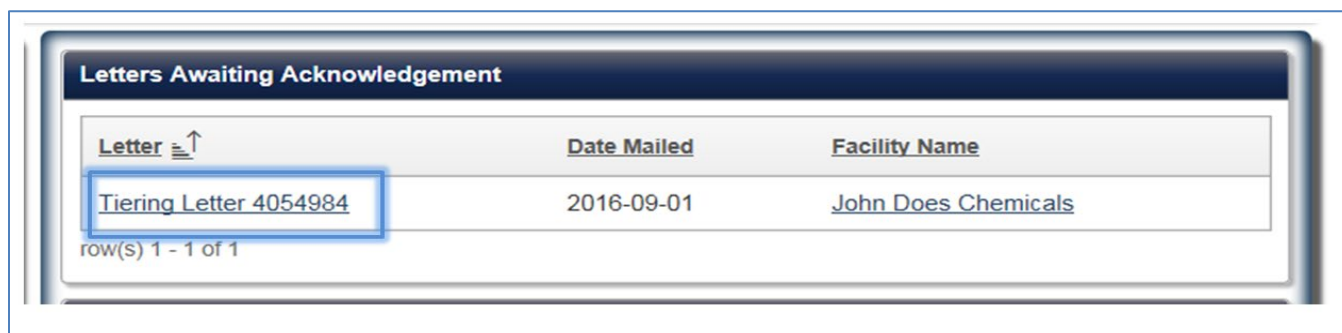 Letters Awaiting Acknowledgement
Letter Date Mailed Facility Name
Tiering Letter 4054984 2016-09-01 John Does Chemicals
row(s) 1 - 1 of 1